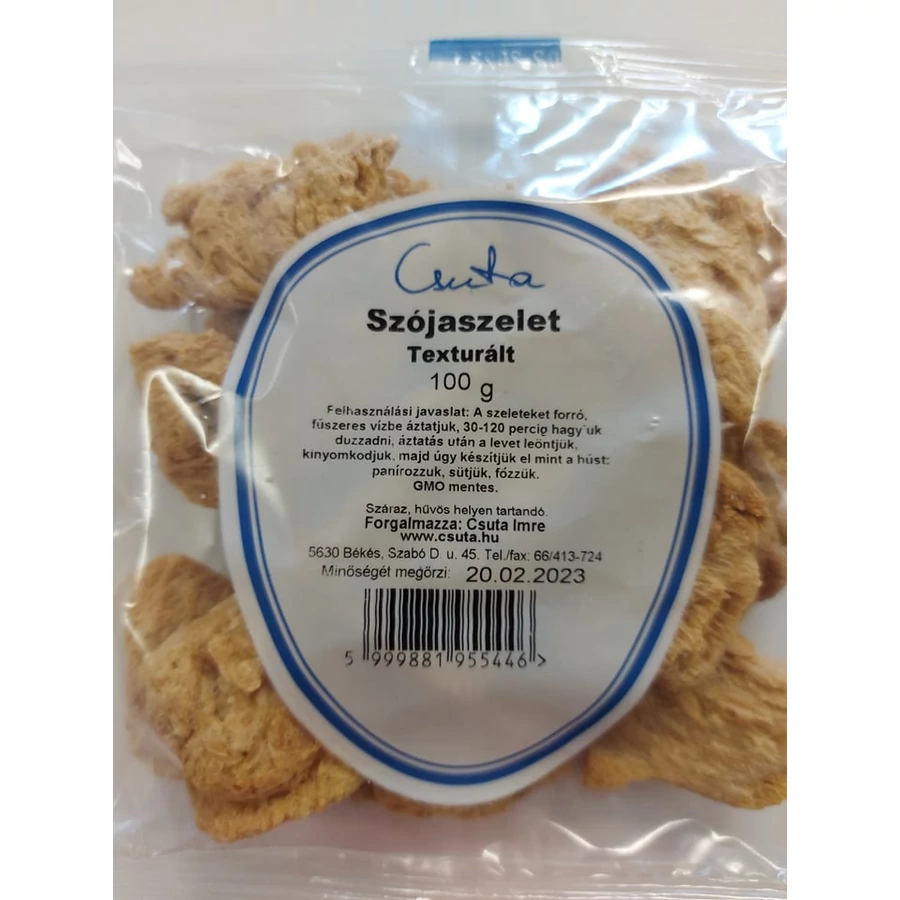 Csuta
Szójaszelet
Texturált
100 g
Felhasználási javaslat: A szeleteket forró,
fűszeres vízbe áztatjuk, 30-120 percig hagyjuk
duzzadni, áztatás után a levet leöntjük,
kinyomkodjuk, majd úgy készítjük el mint a húst:
panírozzuk, sütjük, főzzük.
GMO mentes.
Száraz, hűvös helyen tartandó.
Forgalmazza: Csuta Imre
www.csuta.hu
5630 Békés, Szabó D. u. 45. Tel./fax: 66/413-724
Minőségét megőrzi: 20.02.2023
5 999881 955446 >